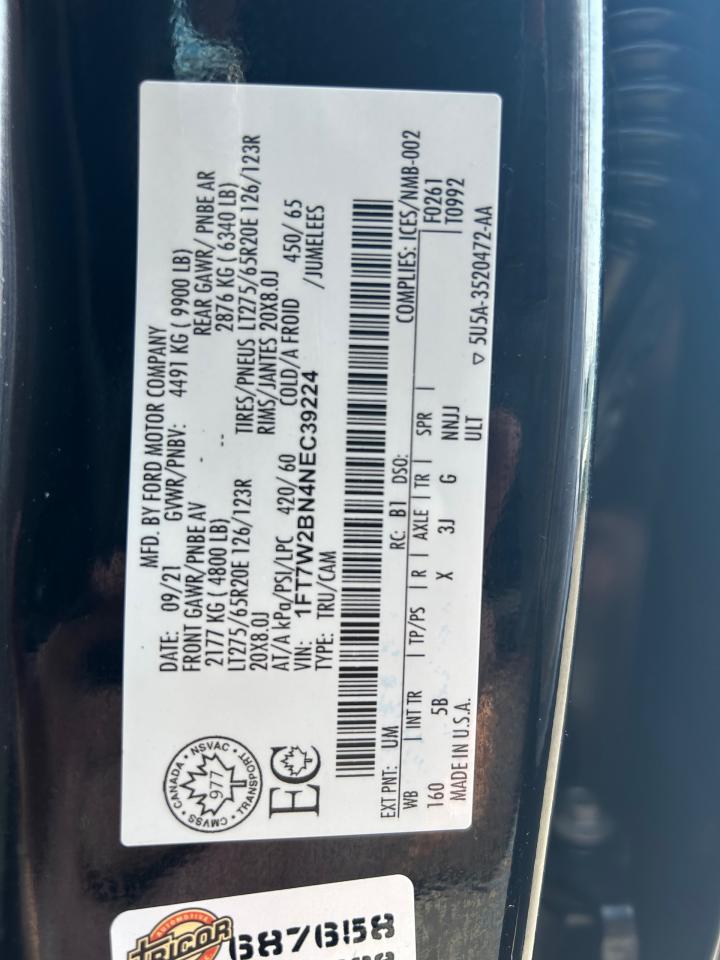 MFD. BY FORD MOTOR COMPANY
DATE: 09/21 GVWR/PNBV: 4491 KG ( 9900 LB)
FRONT GAWR/PNBE AV REAR GAWR/ PNBE AR
2177 KG ( 4800 LB) -- 2876 KG ( 6340 LB)
LT275/65R20E 126/123R TIRES/PNEUS LT275/65R20E 126/123R
20X8.0J RIMS/JANTES 20X8.0J
AT/A kPa/PSI/LPC 420/ 60 COLD/A FROID 450/ 65
VIN: 1FT7W2BN4NEC39224 /JUMELEES
TYPE: TRU/CAM
CANADA • NSVAC • TRANSPORT • CMVSS •
977
EC
COMPLIES: ICES/NMB-002
EXT PNT: UM RC: B1 DSO: F0261
WB | INT TR | TP/PS | R | AXLE | TR | SPR | T0992
160 5B X 3J G NNJJ
MADE IN U.S.A. ULT ▽ 5U5A-3520472-AA
AUTOMOTIVE
TRICOR
687658